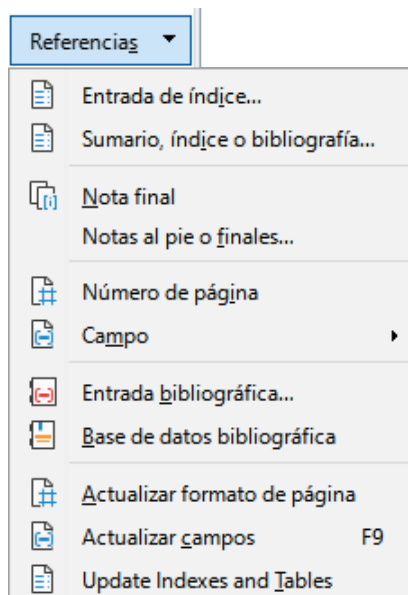 Referencias
Entrada de índice...
Sumario, índice o bibliografía...
Nota final
Notas al pie o finales...
Número de página
Campo
Entrada bibliográfica...
Base de datos bibliográfica
Actualizar formato de página
Actualizar campos F9
Update Indexes and Tables